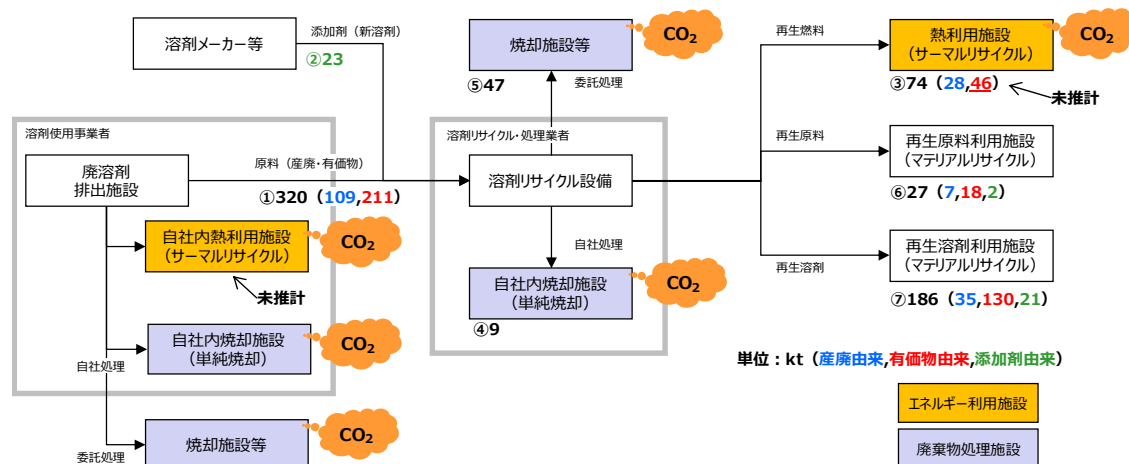 溶剤メーカー等
添加剤（新溶剤）
②23
焼却施設等
CO2
⑤47
委託処理
再生燃料
熱利用施設
（サーマルリサイクル）
CO2
③74（28,46）
未推計
溶剤使用事業者
廃溶剤
排出施設
原料（産廃・有価物）
①320（109,211）
溶剤リサイクル・処理業者
溶剤リサイクル設備
再生原料
再生原料利用施設
（マテリアルリサイクル）
⑥27（7,18,2）
自社内熱利用施設
（サーマルリサイクル）
CO2
未推計
自社処理
自社内焼却施設
（単純焼却）
CO2
④9
再生溶剤
再生溶剤利用施設
（マテリアルリサイクル）
⑦186（35,130,21）
自社処理
自社内焼却施設
（単純焼却）
CO2
委託処理
焼却施設等
CO2
単位：kt（産廃由来,有価物由来,添加剤由来）
エネルギー利用施設
廃棄物処理施設